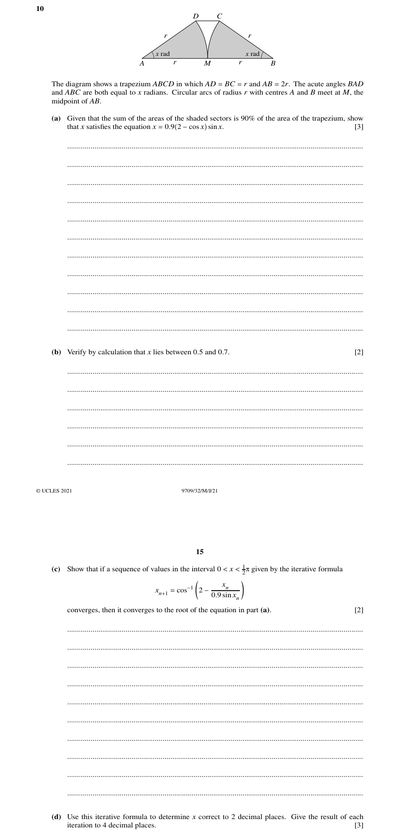 10
D C
r r
x rad x rad
A r M r B
The diagram shows a trapezium ABCD in which AD = BC = r and AB = 2r. The acute angles BAD
and ABC are both equal to x radians. Circular arcs of radius r with centres A and B meet at M, the
midpoint of AB.
(a) Given that the sum of the areas of the shaded sectors is 90% of the area of the trapezium, show
that x satisfies the equation x = 0.9(2 − cos x) sin x. [3]
(b) Verify by calculation that x lies between 0.5 and 0.7. [2]
© UCLES 2021 9709/32/M/J/21
15
(c) Show that if a sequence of values in the interval 0 < x < ½π given by the iterative formula
xₙ₊₁ = cos⁻¹(2 − xₙ / (0.9 sin xₙ))
converges, then it converges to the root of the equation in part (a). [2]
(d) Use this iterative formula to determine x correct to 2 decimal places. Give the result of each
iteration to 4 decimal places. [3]